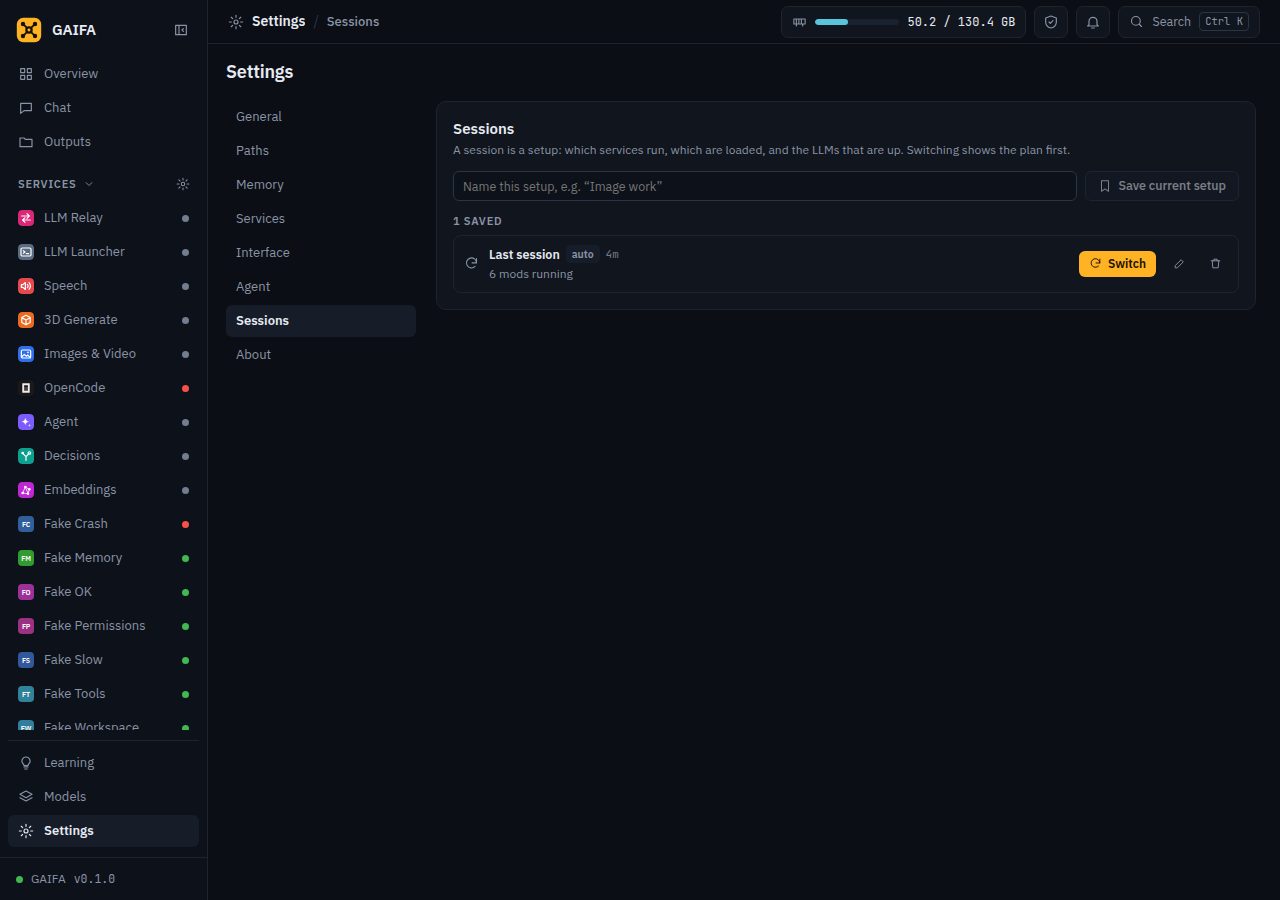 GAIFA
Overview
Chat
Outputs
SERVICES
LLM Relay
LLM Launcher
Speech
3D Generate
Images & Video
OpenCode
Agent
Decisions
Embeddings
FC Fake Crash
FM Fake Memory
FO Fake OK
FP Fake Permissions
FS Fake Slow
FT Fake Tools
FW Fake Workspace
Learning
Models
Settings
GAIFA v0.1.0
Settings / Sessions
50.2 / 130.4 GB
Search Ctrl K
Settings
General
Paths
Memory
Services
Interface
Agent
Sessions
About
Sessions
A session is a setup: which services run, which are loaded, and the LLMs that are up. Switching shows the plan first.
Name this setup, e.g. “Image work”
Save current setup
1 SAVED
Last session auto 4m
6 mods running
Switch